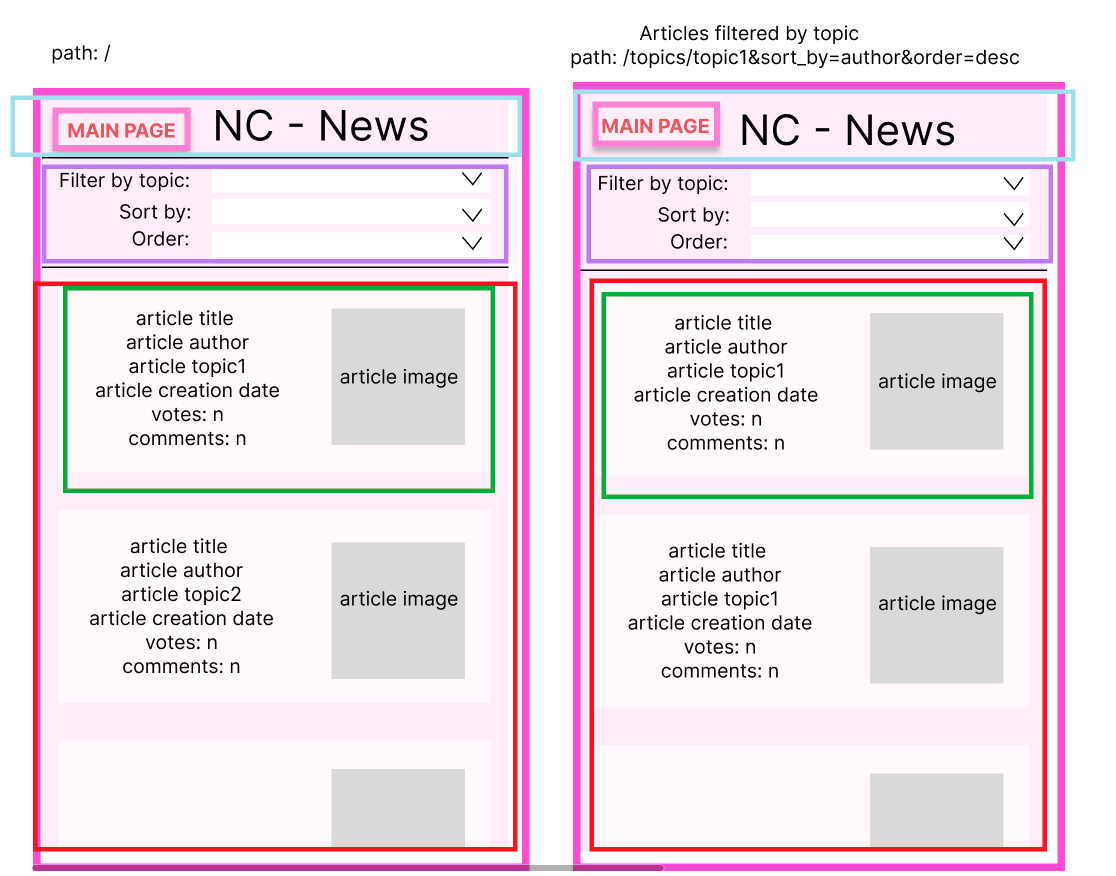 path: /
MAIN PAGE
NC - News
Filter by topic:
Sort by:
Order:
article title
article author
article topic1
article creation date
votes: n
comments: n
article image
article title
article author
article topic2
article creation date
votes: n
comments: n
article image
Articles filtered by topic
path: /topics/topic1&sort_by=author&order=desc
MAIN PAGE
NC - News
Filter by topic:
Sort by:
Order:
article title
article author
article topic1
article creation date
votes: n
comments: n
article image
article title
article author
article topic1
article creation date
votes: n
comments: n
article image